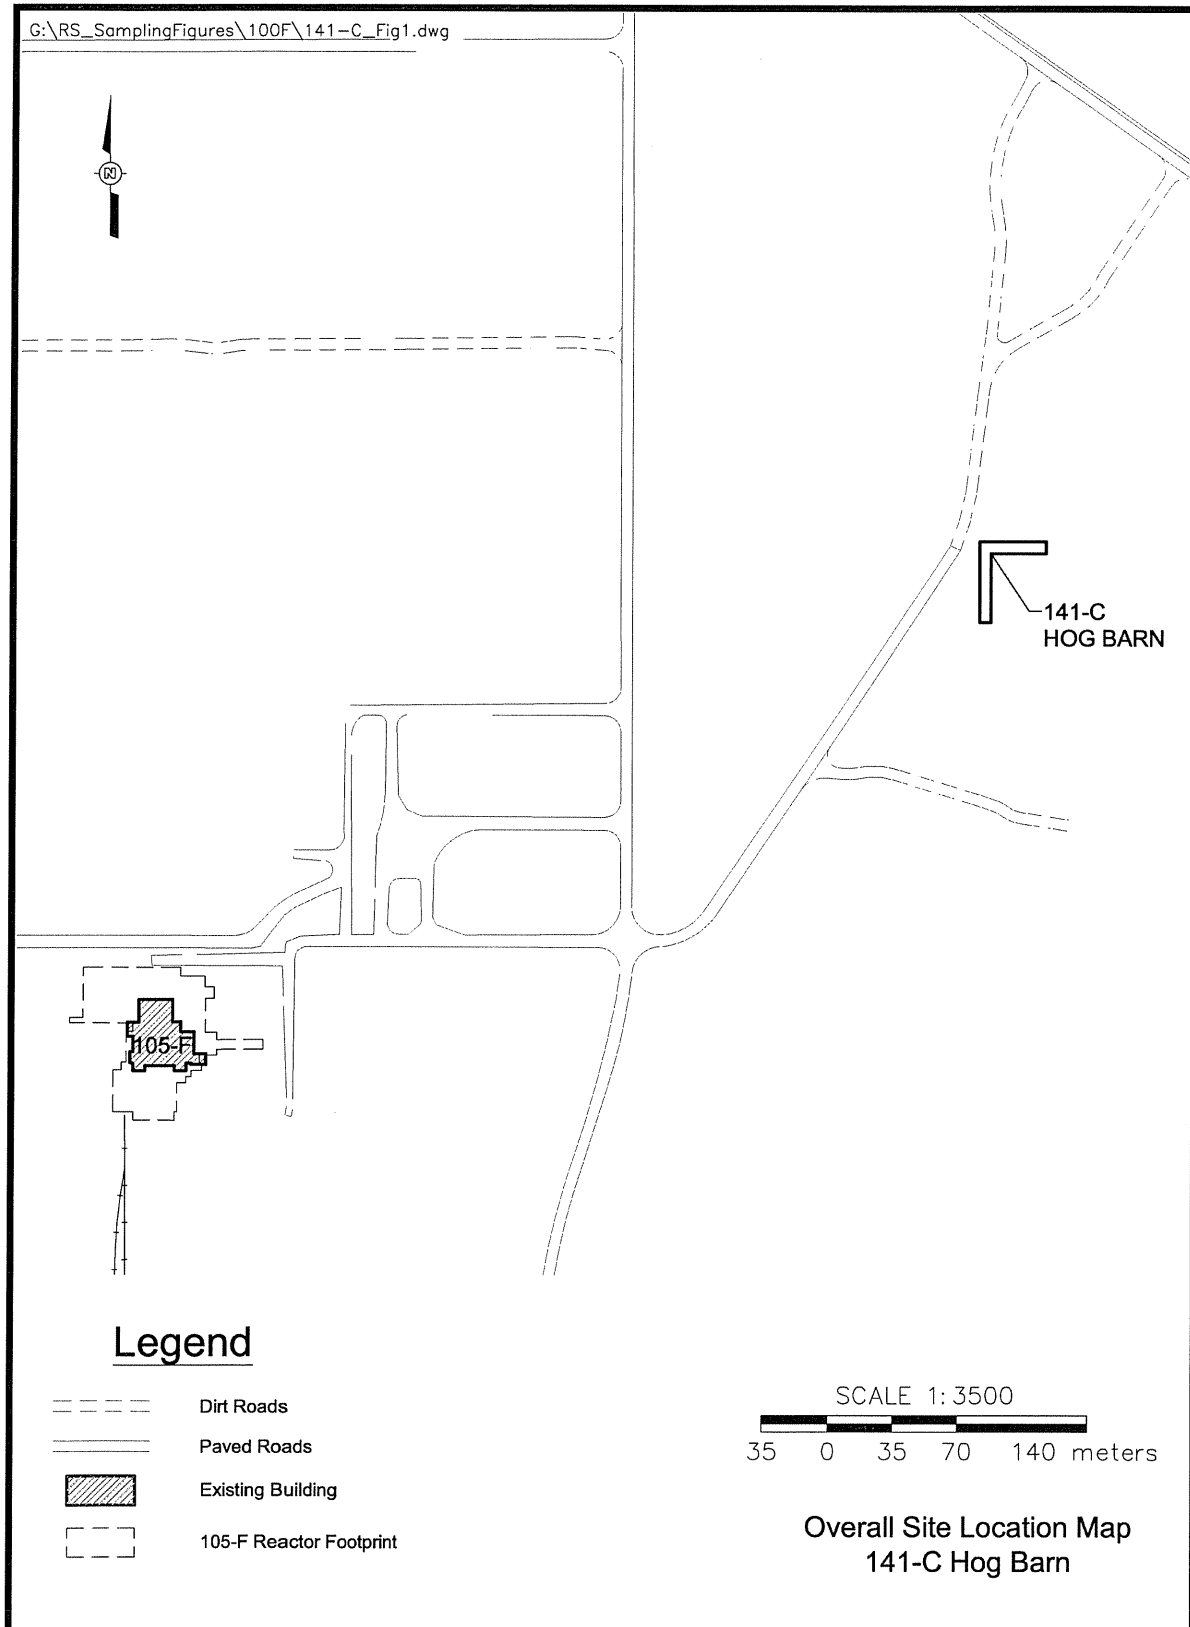 G:\RS_SamplingFigures\100F\141-C_Fig1.dwg
N
141-C
HOG BARN
105-F
Legend
Dirt Roads
Paved Roads
Existing Building
105-F Reactor Footprint
SCALE 1:3500
35 0 35 70 140 meters
Overall Site Location Map
141-C Hog Barn